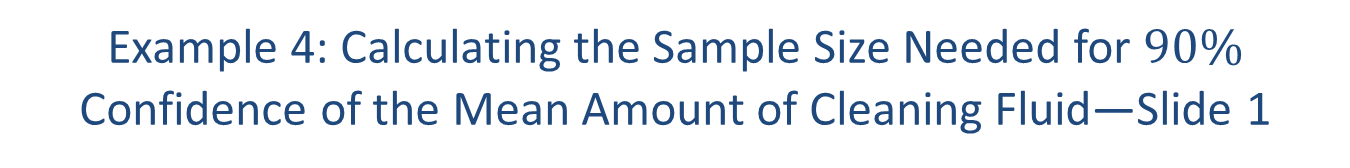 Example 4: Calculating the Sample Size Needed for 90%
Confidence of the Mean Amount of Cleaning Fluid—Slide 1